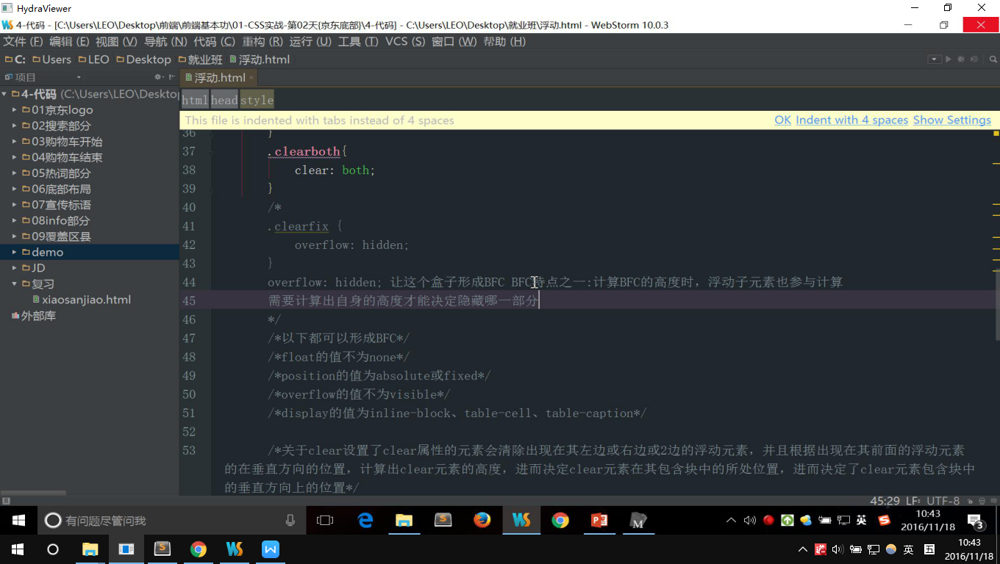 HydraViewer
4-代码 - [C:\Users\LEO\Desktop\前端\前端基本功\01-CSS实战-第02天(京东底部)\4-代码] - C:\Users\LEO\Desktop\就业班\浮动.html - WebStorm 10.0.3
文件 (F) 编辑 (E) 视图 (V) 导航 (N) 代码 (C) 重构 (R) 运行 (U) 工具 (T) VCS (S) 窗口 (W) 帮助 (H)
C: Users LEO Desktop 就业班 浮动.html
项目
浮动.html
4-代码 (C:\Users\LEO\Deskto
html head style
01京东logo
This file is indented with tabs instead of 4 spaces
OK Indent with 4 spaces Show Settings
02搜索部分
03购物车开始
04购物车结束
05热词部分
06底部布局
07宣传标语
08info部分
09覆盖区县
demo
JD
复习
xiaosanjiao.html
外部库
36 }
37 .clearboth{
38 clear: both;
39 }
40 /*
41 .clearfix {
42 overflow: hidden;
43 }
44 overflow: hidden; 让这个盒子形成BFC BFC特点之一:计算BFC的高度时，浮动子元素也参与计算
45 需要计算出自身的高度才能决定隐藏哪一部分
46 */
47 /*以下都可以形成BFC*/
48 /*float的值不为none*/
49 /*position的值为absolute或fixed*/
50 /*overflow的值不为visible*/
51 /*display的值为inline-block、table-cell、table-caption*/
52
53 /*关于clear设置了clear属性的元素会清除出现在其左边或右边或2边的浮动元素，并且根据出现在其前面的浮动元素
的在垂直方向的位置，计算出clear元素的高度，进而决定clear元素在其包含块中的所处位置，进而决定了clear元素包含块中
的垂直方向上的位置*/
45:29 LF: UTF-8
有问题尽管问我
英
10:43
2016/11/18
3
英
10:43
2016/11/18